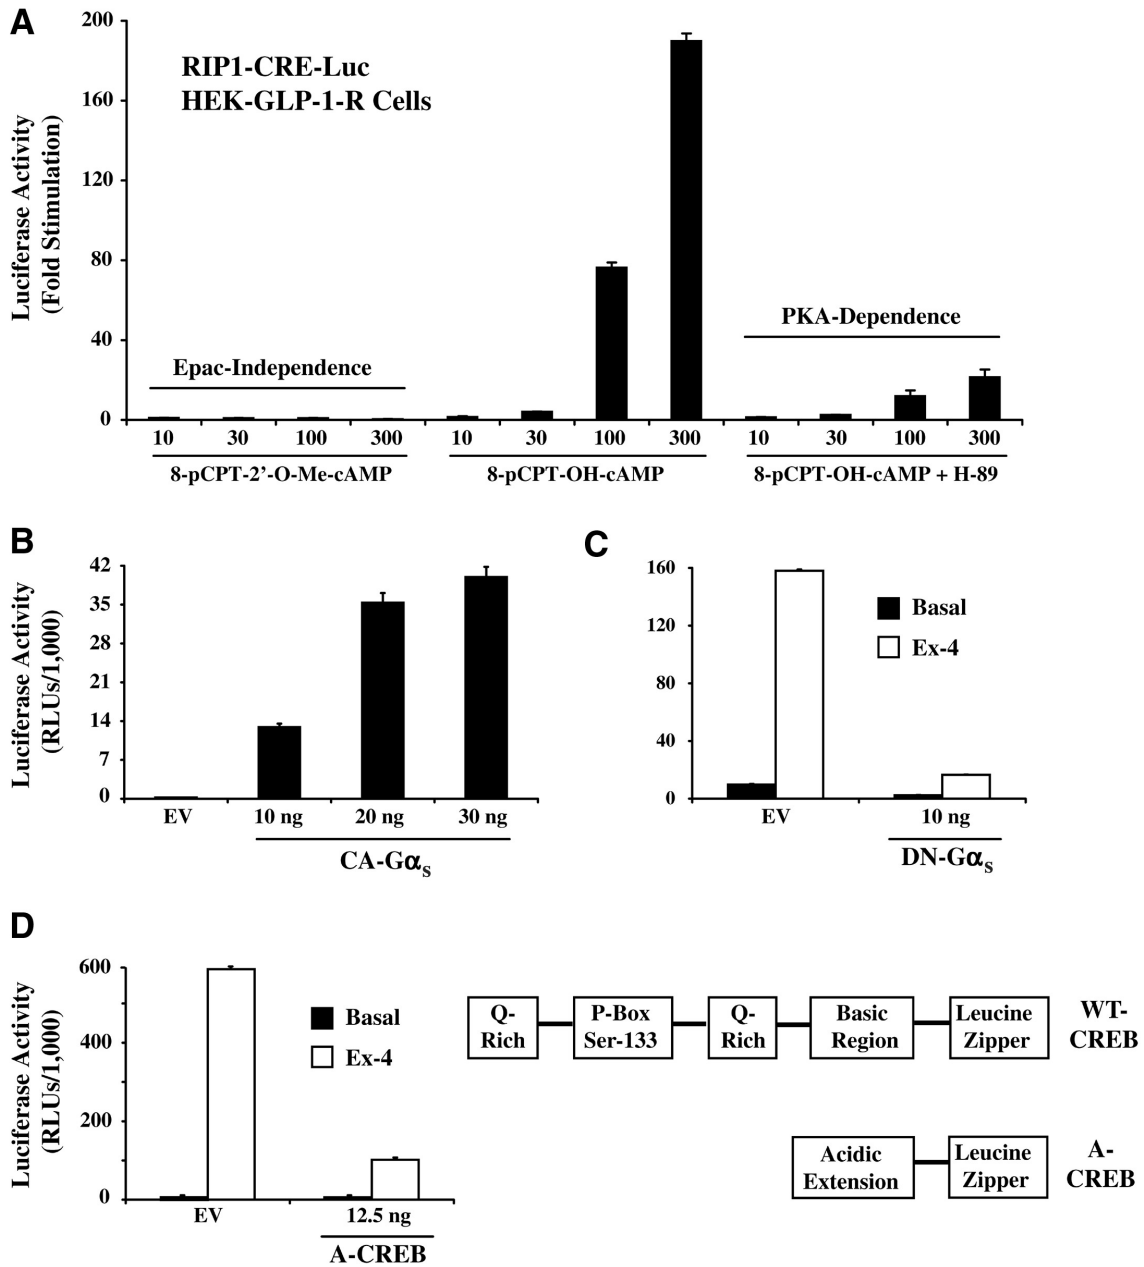 A
200
160
120
80
40
0
Luciferase Activity
(Fold Stimulation)
RIP1-CRE-Luc
HEK-GLP-1-R Cells
Epac-Independence
PKA-Dependence
10 30 100 300 10 30 100 300 10 30 100 300
8-pCPT-2’-O-Me-cAMP 8-pCPT-OH-cAMP 8-pCPT-OH-cAMP + H-89
B
42
35
28
21
14
7
0
Luciferase Activity
(RLUs/1,000)
EV 10 ng 20 ng 30 ng
CA-Gαs
C
160
120
80
40
0
Basal
Ex-4
EV 10 ng
DN-Gαs
D
600
400
200
0
Luciferase Activity
(RLUs/1,000)
Basal
Ex-4
EV 12.5 ng
A-CREB
Q-
Rich
P-Box
Ser-133
Q-
Rich
Basic
Region
Leucine
Zipper
WT-
CREB
Acidic
Extension
Leucine
Zipper
A-
CREB